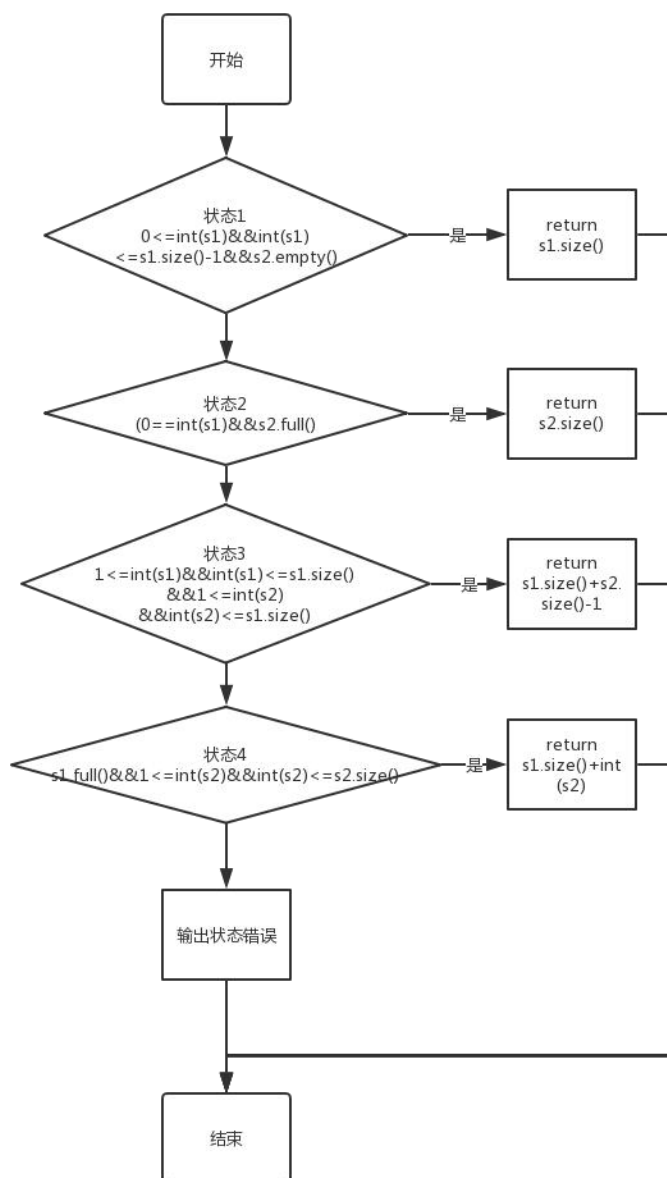 开始
状态1
0<=int(s1)&&int(s1)
<=s1.size()-1&&s2.empty()
是
return
s1.size()
状态2
(0==int(s1)&&s2.full()
是
return
s2.size()
状态3
1<=int(s1)&&int(s1)<=s1.size()
&&1<=int(s2)
&&int(s2)<=s1.size()
是
return
s1.size()+s2.
size()-1
状态4
s1.full()&&1<=int(s2)&&int(s2)<=s2.size()
是
return
s1.size()+int
(s2)
输出状态错误
结束